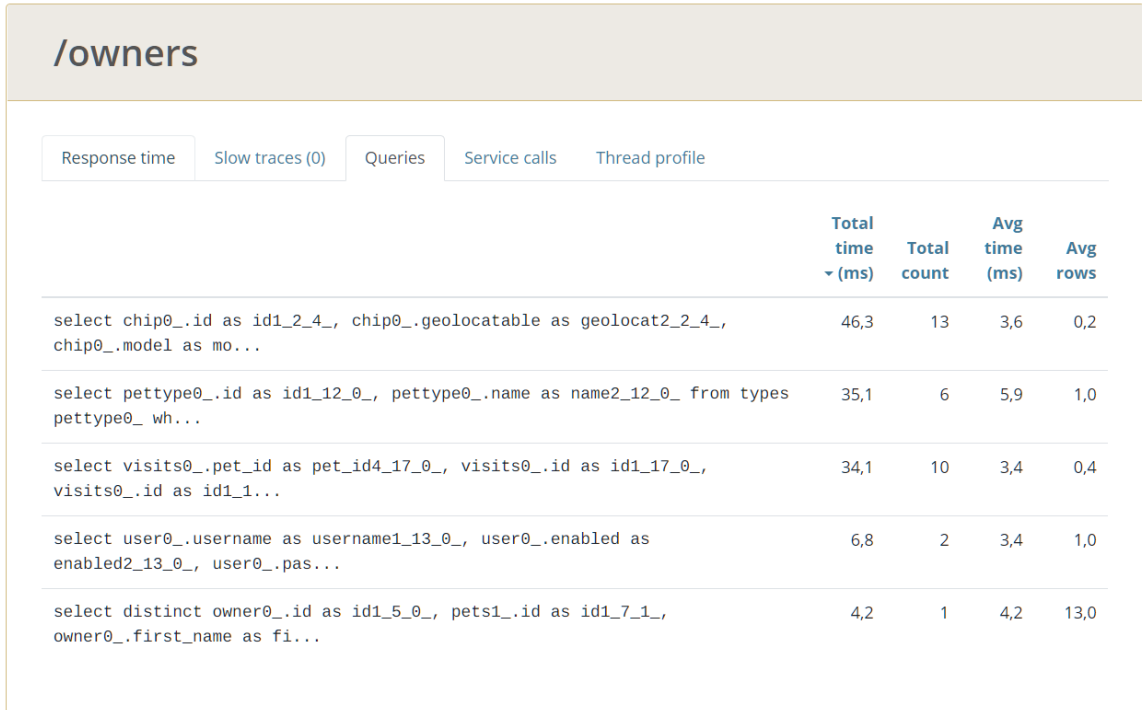 /owners
Response time Slow traces (0) Queries Service calls Thread profile
Total time (ms) Total count Avg time (ms) Avg rows
select chip0_.id as id1_2_4_, chip0_.geolocatable as geolocat2_2_4_, 46,3 13 3,6 0,2
chip0_.model as mo...
select pettype0_.id as id1_12_0_, pettype0_.name as name2_12_0_ from types 35,1 6 5,9 1,0
pettype0_ wh...
select visits0_.pet_id as pet_id4_17_0_, visits0_.id as id1_17_0_, 34,1 10 3,4 0,4
visits0_.id as id1_1...
select user0_.username as username1_13_0_, user0_.enabled as 6,8 2 3,4 1,0
enabled2_13_0_, user0_.pas...
select distinct owner0_.id as id1_5_0_, pets1_.id as id1_7_1_, 4,2 1 4,2 13,0
owner0_.first_name as fi...